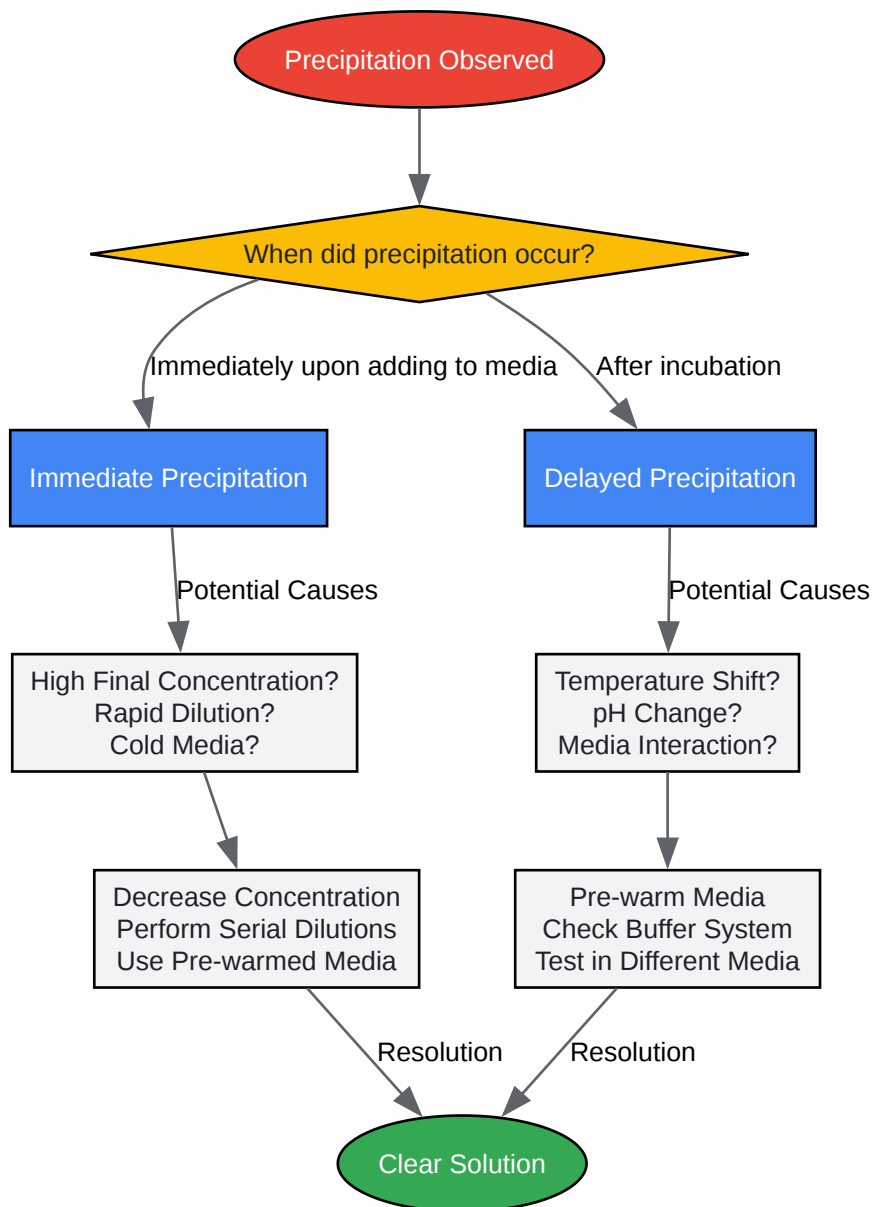 Precipitation Observed
When did precipitation occur?
Immediately upon adding to media
After incubation
Immediate Precipitation
Delayed Precipitation
Potential Causes
Potential Causes
High Final Concentration?
Rapid Dilution?
Cold Media?
Temperature Shift?
pH Change?
Media Interaction?
Decrease Concentration
Perform Serial Dilutions
Use Pre-warmed Media
Pre-warm Media
Check Buffer System
Test in Different Media
Resolution
Resolution
Clear Solution